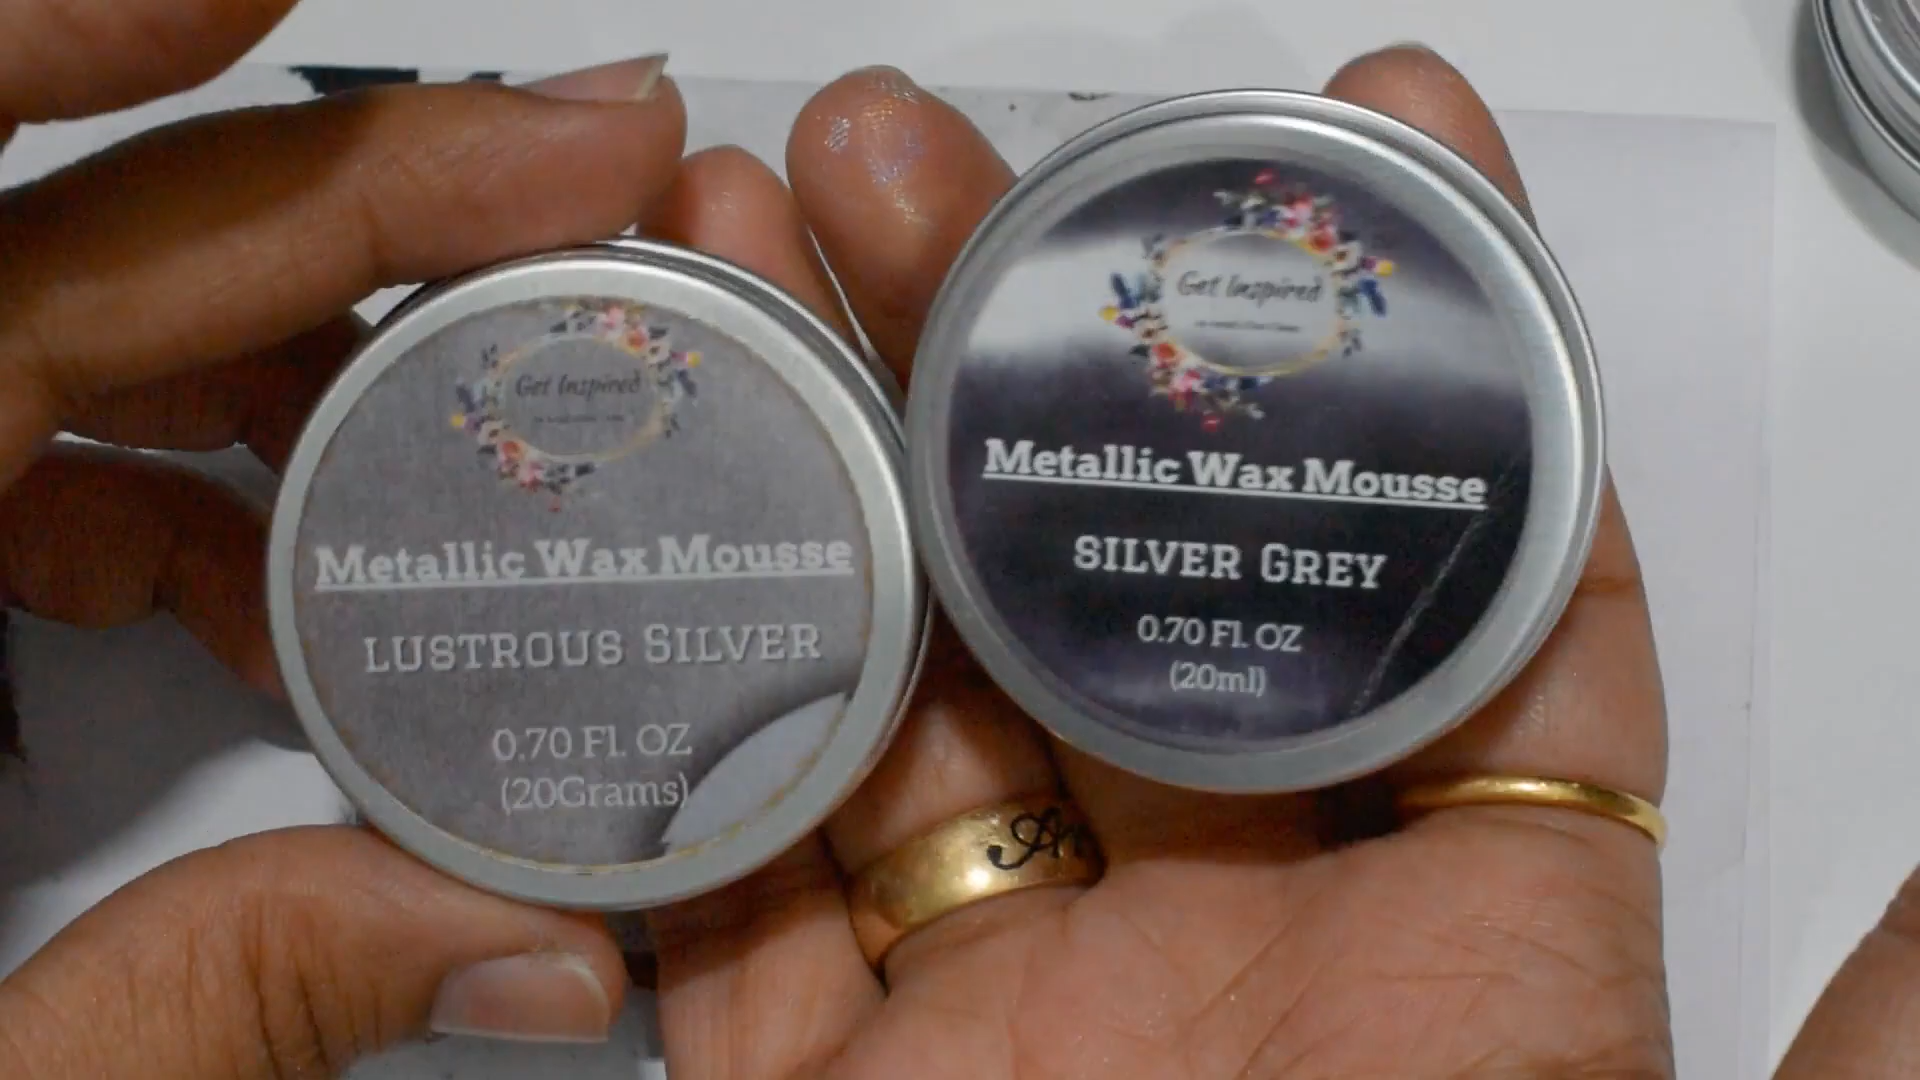 Get Inspired
Metallic Wax Mousse
LUSTROUS SILVER
0.70 Fl. OZ
(20Grams)
Get Inspired
Metallic Wax Mousse
SILVER GREY
0.70 Fl. OZ
(20ml)